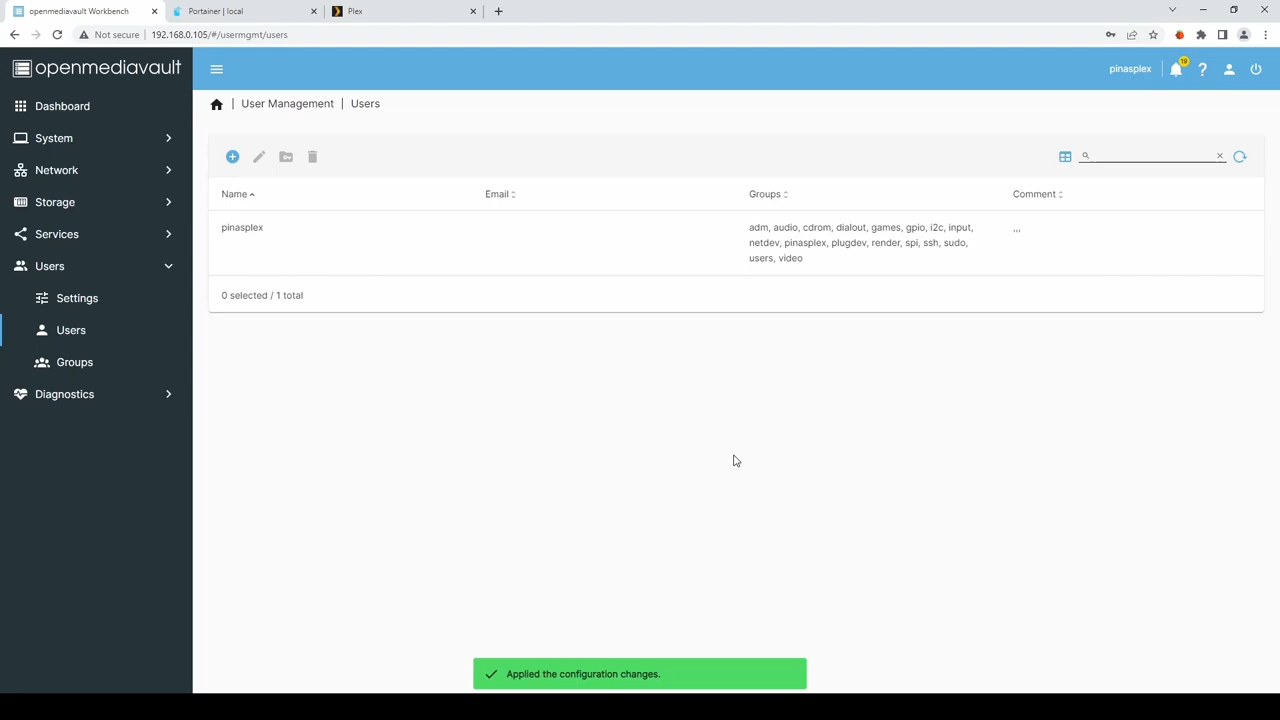 openmediavault Workbench
Portainer | local
Plex
Not secure
192.168.0.105/#/usermgmt/users
openmediavault
pinasplex
19
Dashboard
System
Network
Storage
Services
Users
Settings
Users
Groups
Diagnostics
| User Management | Users
Name
Email
Groups
Comment
pinasplex
adm, audio, cdrom, dialout, games, gpio, i2c, input,
netdev, pinasplex, plugdev, render, spi, ssh, sudo,
users, video
,,,
0 selected / 1 total
Applied the configuration changes.